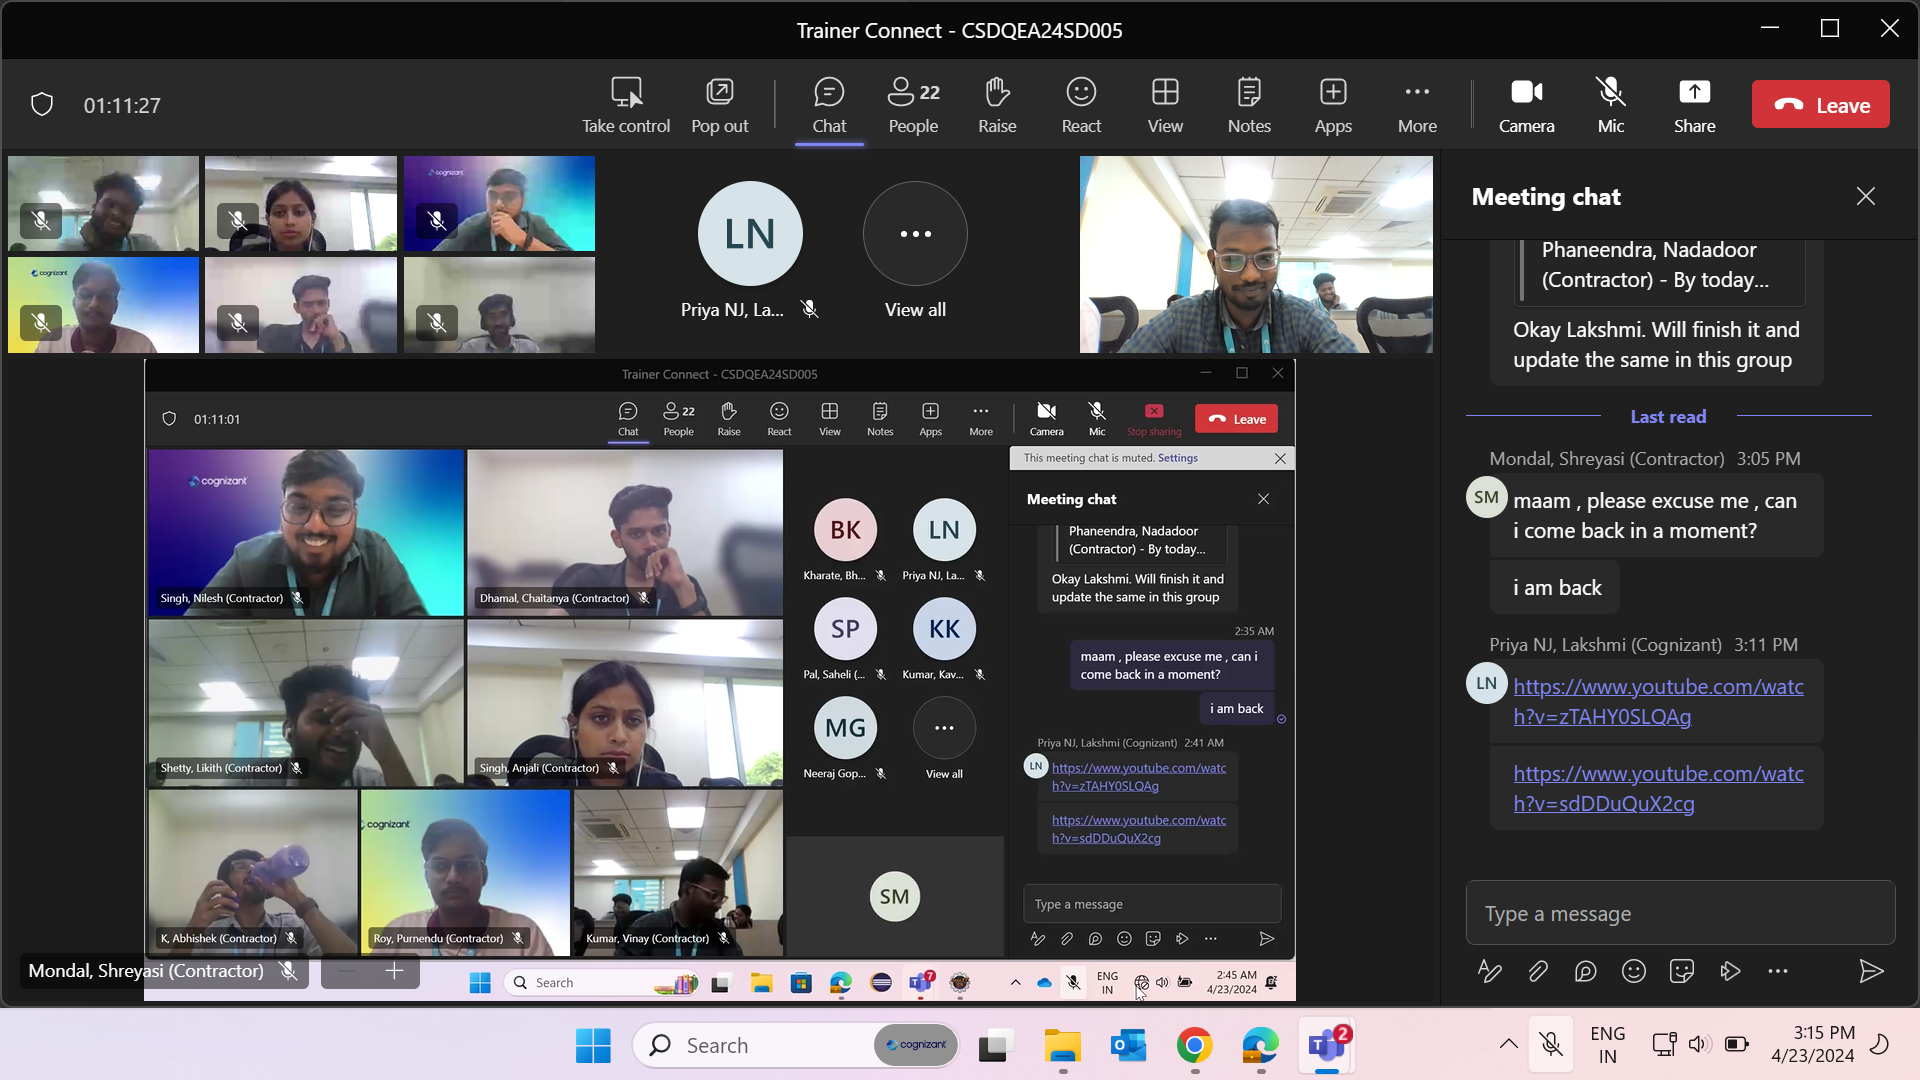 Trainer Connect - CSDQEA24SD005
01:11:27
Take control
Pop out
Chat
22
People
Raise
React
View
Notes
Apps
More
Camera
Mic
Share
Leave
cognizant
cognizant
LN
Priya NJ, La...
View all
Meeting chat
Phaneendra, Nadadoor
(Contractor) - By today...
Okay Lakshmi. Will finish it and
update the same in this group
Last read
Mondal, Shreyasi (Contractor) 3:05 PM
SM
maam , please excuse me , can
i come back in a moment?
i am back
Priya NJ, Lakshmi (Cognizant) 3:11 PM
LN
https://www.youtube.com/watc
h?v=zTAHY0SLQAg
https://www.youtube.com/watc
h?v=sdDDuQuX2cg
Type a message
Trainer Connect - CSDQEA24SD005
01:11:01
Chat
22
People
Raise
React
View
Notes
Apps
More
Camera
Mic
Stop sharing
Leave
cognizant
Singh, Nilesh (Contractor)
Dhamal, Chaitanya (Contractor)
Shetty, Likith (Contractor)
Singh, Anjali (Contractor)
K, Abhishek (Contractor)
cognizant
Roy, Purnendu (Contractor)
Kumar, Vinay (Contractor)
BK
Kharate, Bh...
LN
Priya NJ, La...
SP
Pal, Saheli (...
KK
Kumar, Kav...
MG
Neeraj Gop...
View all
SM
This meeting chat is muted. Settings
Meeting chat
Phaneendra, Nadadoor
(Contractor) - By today...
Okay Lakshmi. Will finish it and
update the same in this group
2:35 AM
maam , please excuse me , can i
come back in a moment?
i am back
Priya NJ, Lakshmi (Cognizant) 2:41 AM
LN
https://www.youtube.com/watc
h?v=zTAHY0SLQAg
https://www.youtube.com/watc
h?v=sdDDuQuX2cg
Type a message
Mondal, Shreyasi (Contractor)
Search
7
ENG
IN
2:45 AM
4/23/2024
Search
cognizant
2
ENG
IN
3:15 PM
4/23/2024